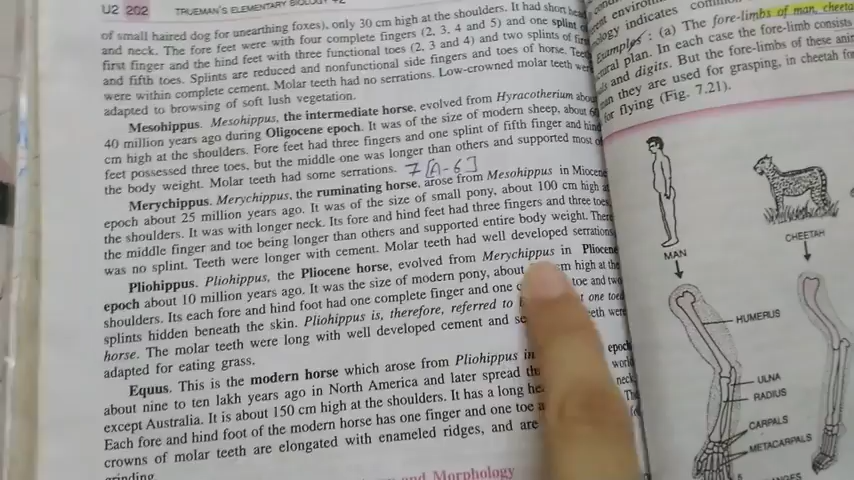 U2 202 TRUEMAN'S ELEMENTARY BIOLOGY
of small haired dog for unearthing foxes), only 30 cm high at the shoulders. It had short head
and neck. The fore feet were with four complete fingers (2, 3, 4 and 5) and one splint of
first finger and the hind feet with three functional toes (2, 3 and 4) and two splints of first
and fifth toes. Splints are reduced and nonfunctional side fingers and toes of horse. Teeth
were within complete cement. Molar teeth had no serrations. Low-crowned molar teeth were
adapted to browsing of soft lush vegetation.
Mesohippus. Mesohippus, the intermediate horse, evolved from Hyracotherium about
40 million years ago during Oligocene epoch. It was of the size of modern sheep, about 60
cm high at the shoulders. Fore feet had three fingers and one splint of fifth finger and hind
feet possessed three toes, but the middle one was longer than others and supported most of
the body weight. Molar teeth had some serrations. 7[A-6]
Merychippus. Merychippus, the ruminating horse, arose from Mesohippus in Miocene
epoch about 25 million years ago. It was of the size of small pony, about 100 cm high at
the shoulders. It was with longer neck. Its fore and hind feet had three fingers and three toes,
the middle finger and toe being longer than others and supported entire body weight. There
was no splint. Teeth were longer with cement. Molar teeth had well developed serrations
Pliohippus. Pliohippus, the Pliocene horse, evolved from Merychippus in Pliocene
epoch about 10 million years ago. It was the size of modern pony, about cm high at the
shoulders. Its each fore and hind foot had one complete finger and one toe and two
splints hidden beneath the skin. Pliohippus is, therefore, referred to one toed
horse. The molar teeth were long with well developed cement and were
adapted for eating grass.
Equus. This is the modern horse which arose from Pliohippus in epoch
about nine to ten lakh years ago in North America and later spread world
except Australia. It is about 150 cm high at the shoulders. It has a long neck
Each fore and hind foot of the modern horse has one finger and one toe
crowns of molar teeth are elongated with enameled ridges, and are
grinding.
and Morphology
ology indicates
Examples : (a) The fore-limbs of man, cheeta
plan. In each case the fore-limb consists
and digits. But the fore-limbs of these
they are used for grasping, in cheetah for
for flying (Fig. 7.21).
MAN
CHEETAH
HUMERUS
ULNA
RADIUS
CARPALS
METACARPALS